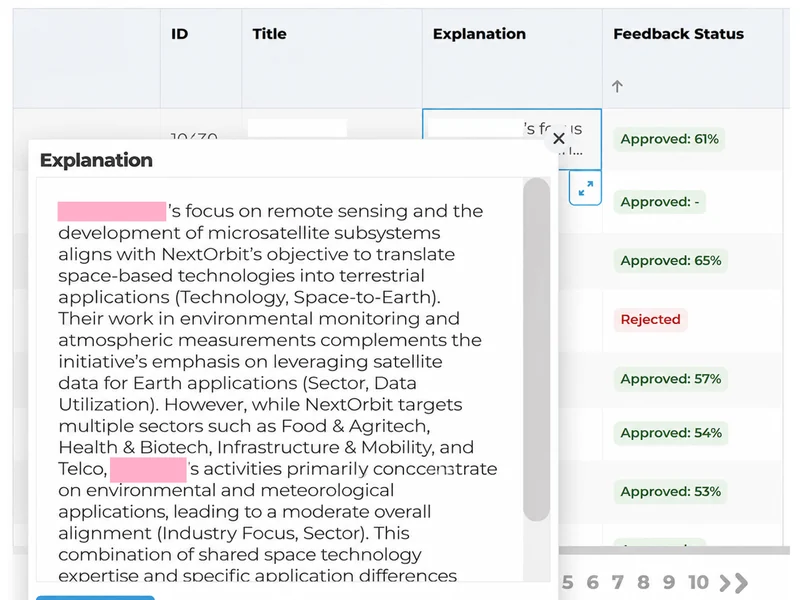 ID Title Explanation Feedback Status
's focus
Approved: 61%
Explanation
's focus on remote sensing and the
development of microsatellite subsystems
aligns with NextOrbit's objective to translate
space-based technologies into terrestrial
applications (Technology, Space-to-Earth).
Their work in environmental monitoring and
atmospheric measurements complements the
initiative's emphasis on leveraging satellite
data for Earth applications (Sector, Data
Utilization). However, while NextOrbit targets
multiple sectors such as Food & Agritech,
Health & Biotech, Infrastructure & Mobility, and
Telco, 's activities primarily conccenstrate
on environmental and meteorological
applications, leading to a moderate overall
alignment (Industry Focus, Sector). This
combination of shared space technology
expertise and specific application differences
Approved: -
Approved: 65%
Rejected
Approved: 57%
Approved: 54%
Approved: 53%
5 6 7 8 9 10